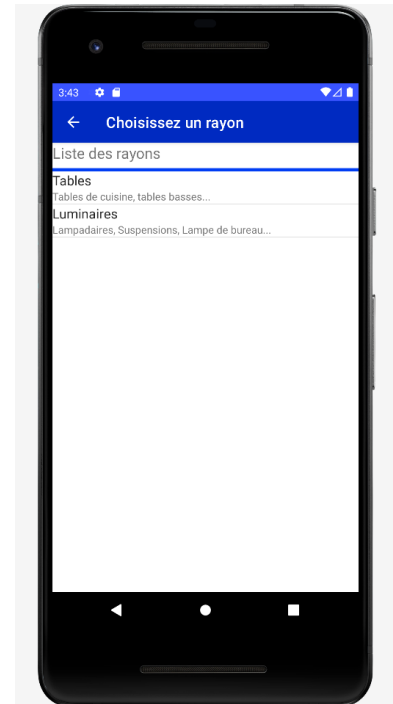 3:43
Choisissez un rayon
Liste des rayons
Tables
Tables de cuisine, tables basses...
Luminaires
Lampadaires, Suspensions, Lampe de bureau...